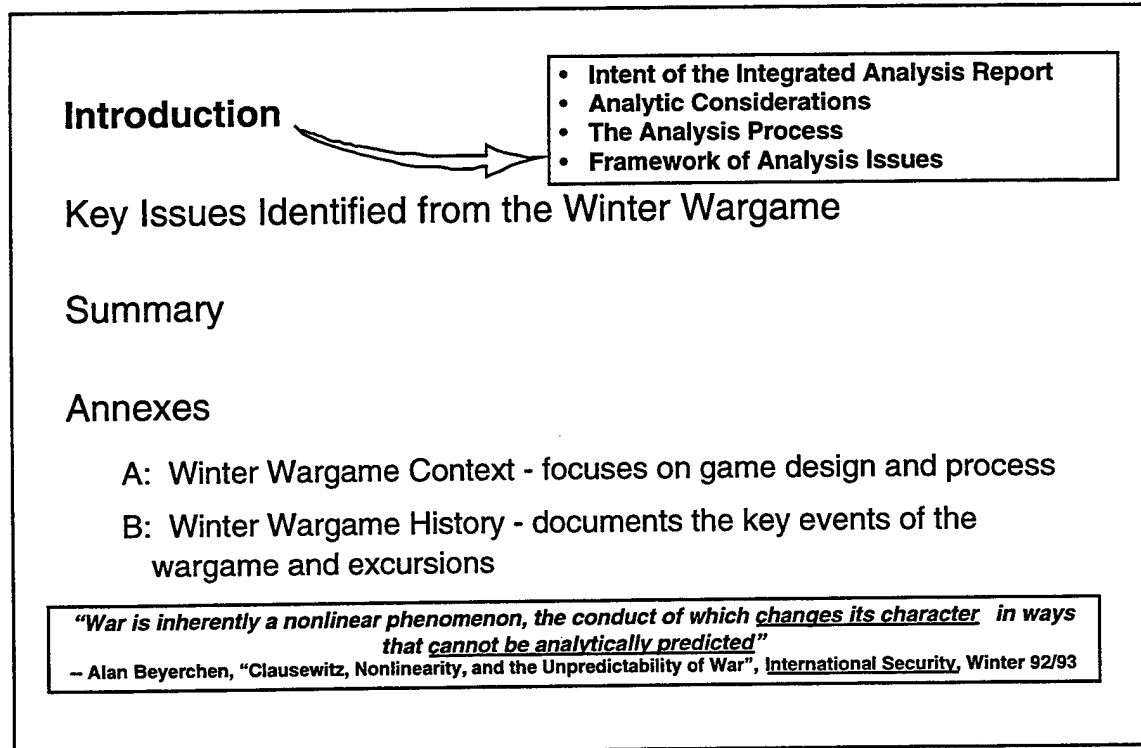 Introduction
• Intent of the Integrated Analysis Report
• Analytic Considerations
• The Analysis Process
• Framework of Analysis Issues
Key Issues Identified from the Winter Wargame
Summary
Annexes
A: Winter Wargame Context - focuses on game design and process
B: Winter Wargame History - documents the key events of the
wargame and excursions
“War is inherently a nonlinear phenomenon, the conduct of which changes its character in ways
that cannot be analytically predicted”
– Alan Beyerchen, “Clausewitz, Nonlinearity, and the Unpredictability of War”, International Security, Winter 92/93